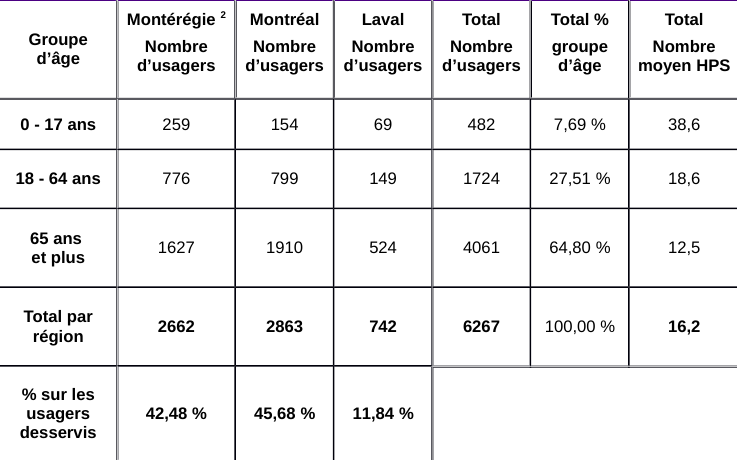 Groupe d’âge | Montérégie ² Nombre d’usagers | Montréal Nombre d’usagers | Laval Nombre d’usagers | Total Nombre d’usagers | Total % groupe d’âge | Total Nombre moyen HPS
0 - 17 ans | 259 | 154 | 69 | 482 | 7,69 % | 38,6
18 - 64 ans | 776 | 799 | 149 | 1724 | 27,51 % | 18,6
65 ans et plus | 1627 | 1910 | 524 | 4061 | 64,80 % | 12,5
Total par région | 2662 | 2863 | 742 | 6267 | 100,00 % | 16,2
% sur les usagers desservis | 42,48 % | 45,68 % | 11,84 %